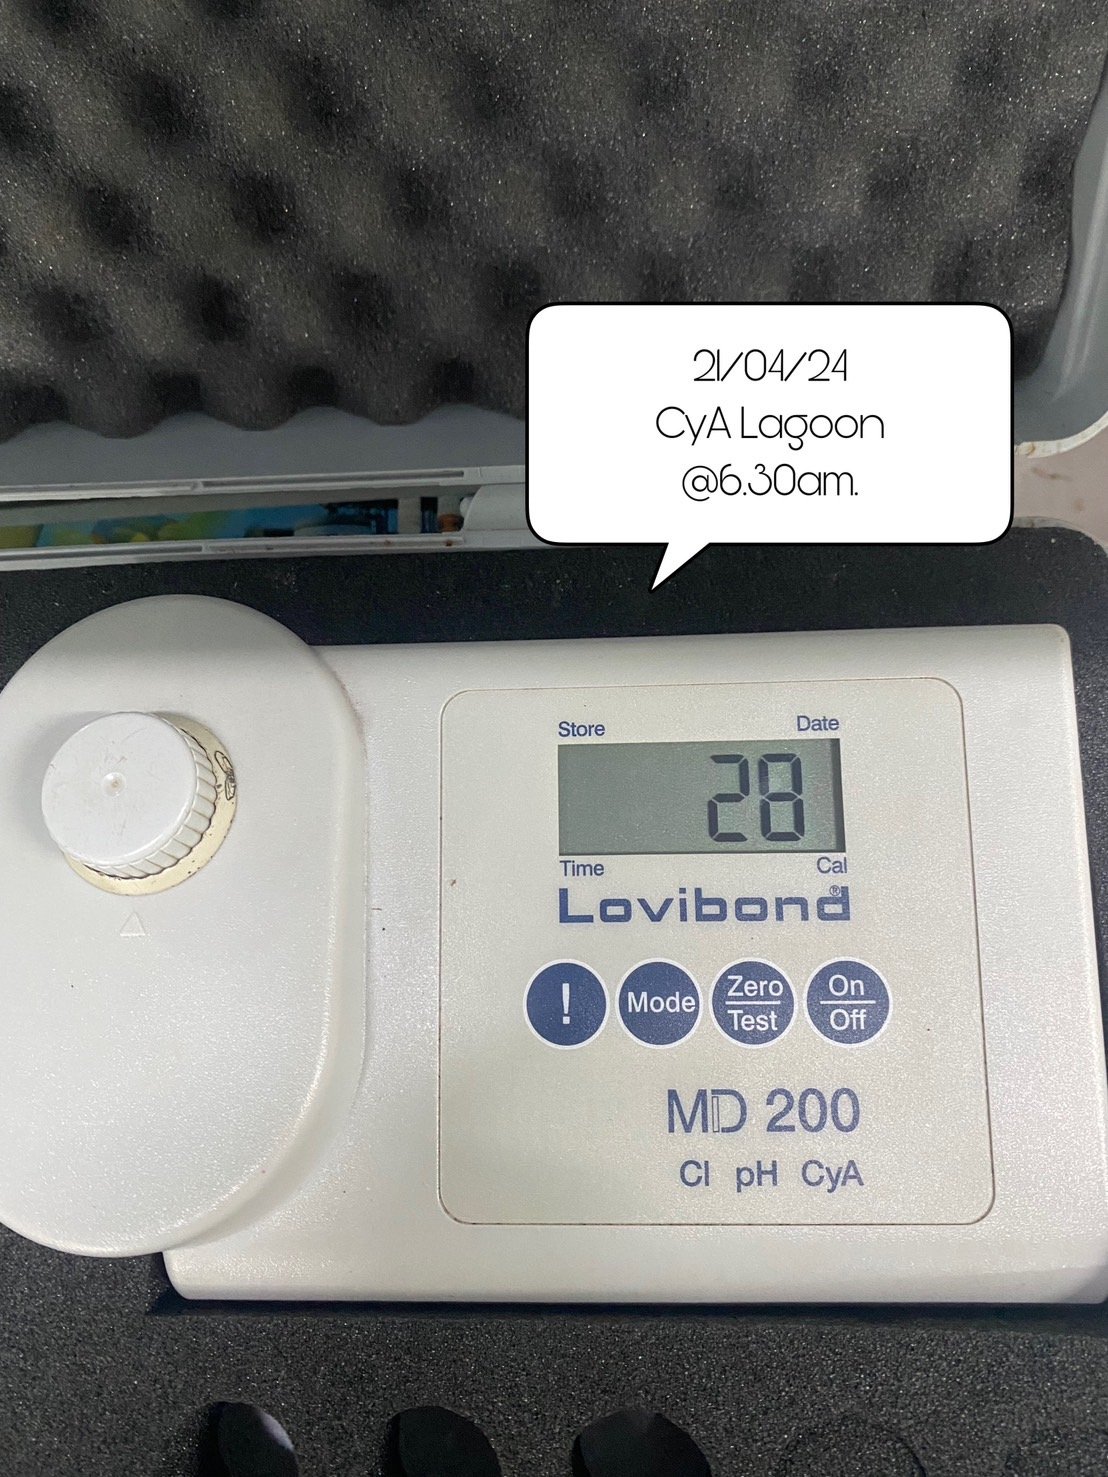 21/04/24
CyA Lagoon
@6.30am.
Store Date
28
Time Cal
Lovibond®
! Mode Zero Test On Off
MD 200
Cl pH CyA